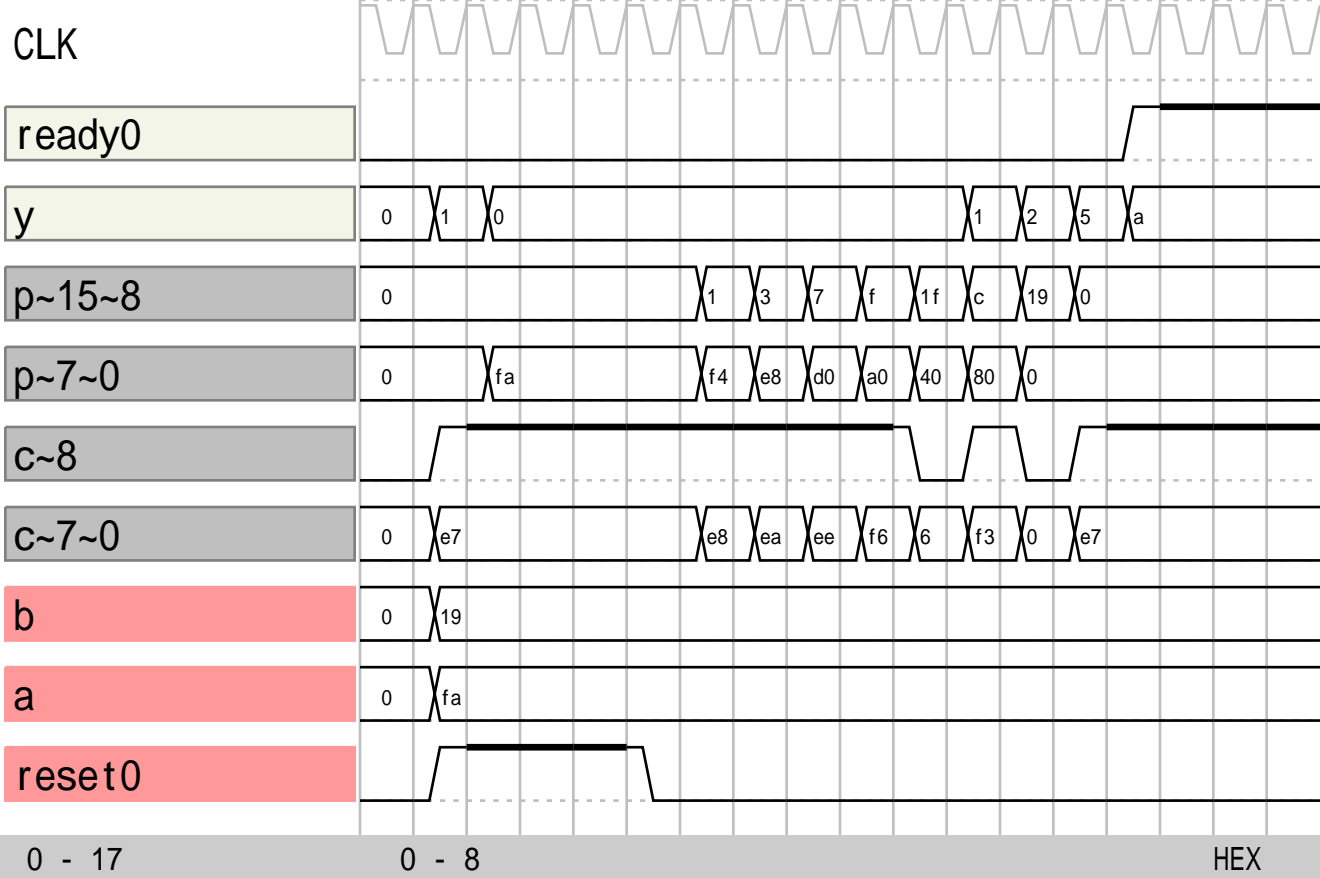 CLK
ready0
y 0 1 0 1 2 5 a
p~15~8 0 1 3 7 f 1f c 19 0
p~7~0 0 fa f4 e8 d0 a0 40 80 0
c~8
c~7~0 0 e7 e8 ea ee f6 6 f3 0 e7
b 0 19
a 0 fa
reset0
0 - 17 0 - 8 HEX